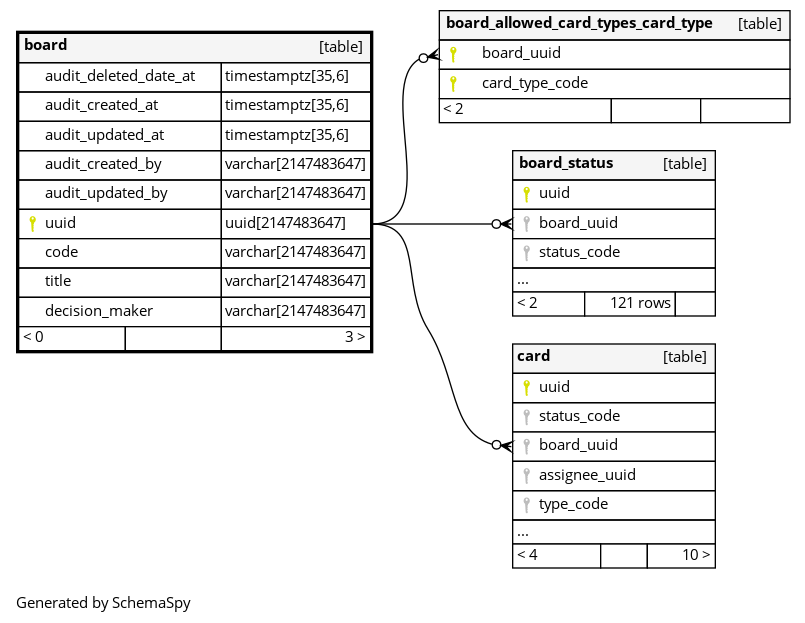 board [table]
audit_deleted_date_at timestamptz[35,6]
audit_created_at timestamptz[35,6]
audit_updated_at timestamptz[35,6]
audit_created_by varchar[2147483647]
audit_updated_by varchar[2147483647]
uuid uuid[2147483647]
code varchar[2147483647]
title varchar[2147483647]
decision_maker varchar[2147483647]
< 0 3 >
board_allowed_card_types_card_type [table]
board_uuid
card_type_code
< 2
board_status [table]
uuid
board_uuid
status_code
...
< 2 121 rows
card [table]
uuid
status_code
board_uuid
assignee_uuid
type_code
...
< 4 10 >
Generated by SchemaSpy